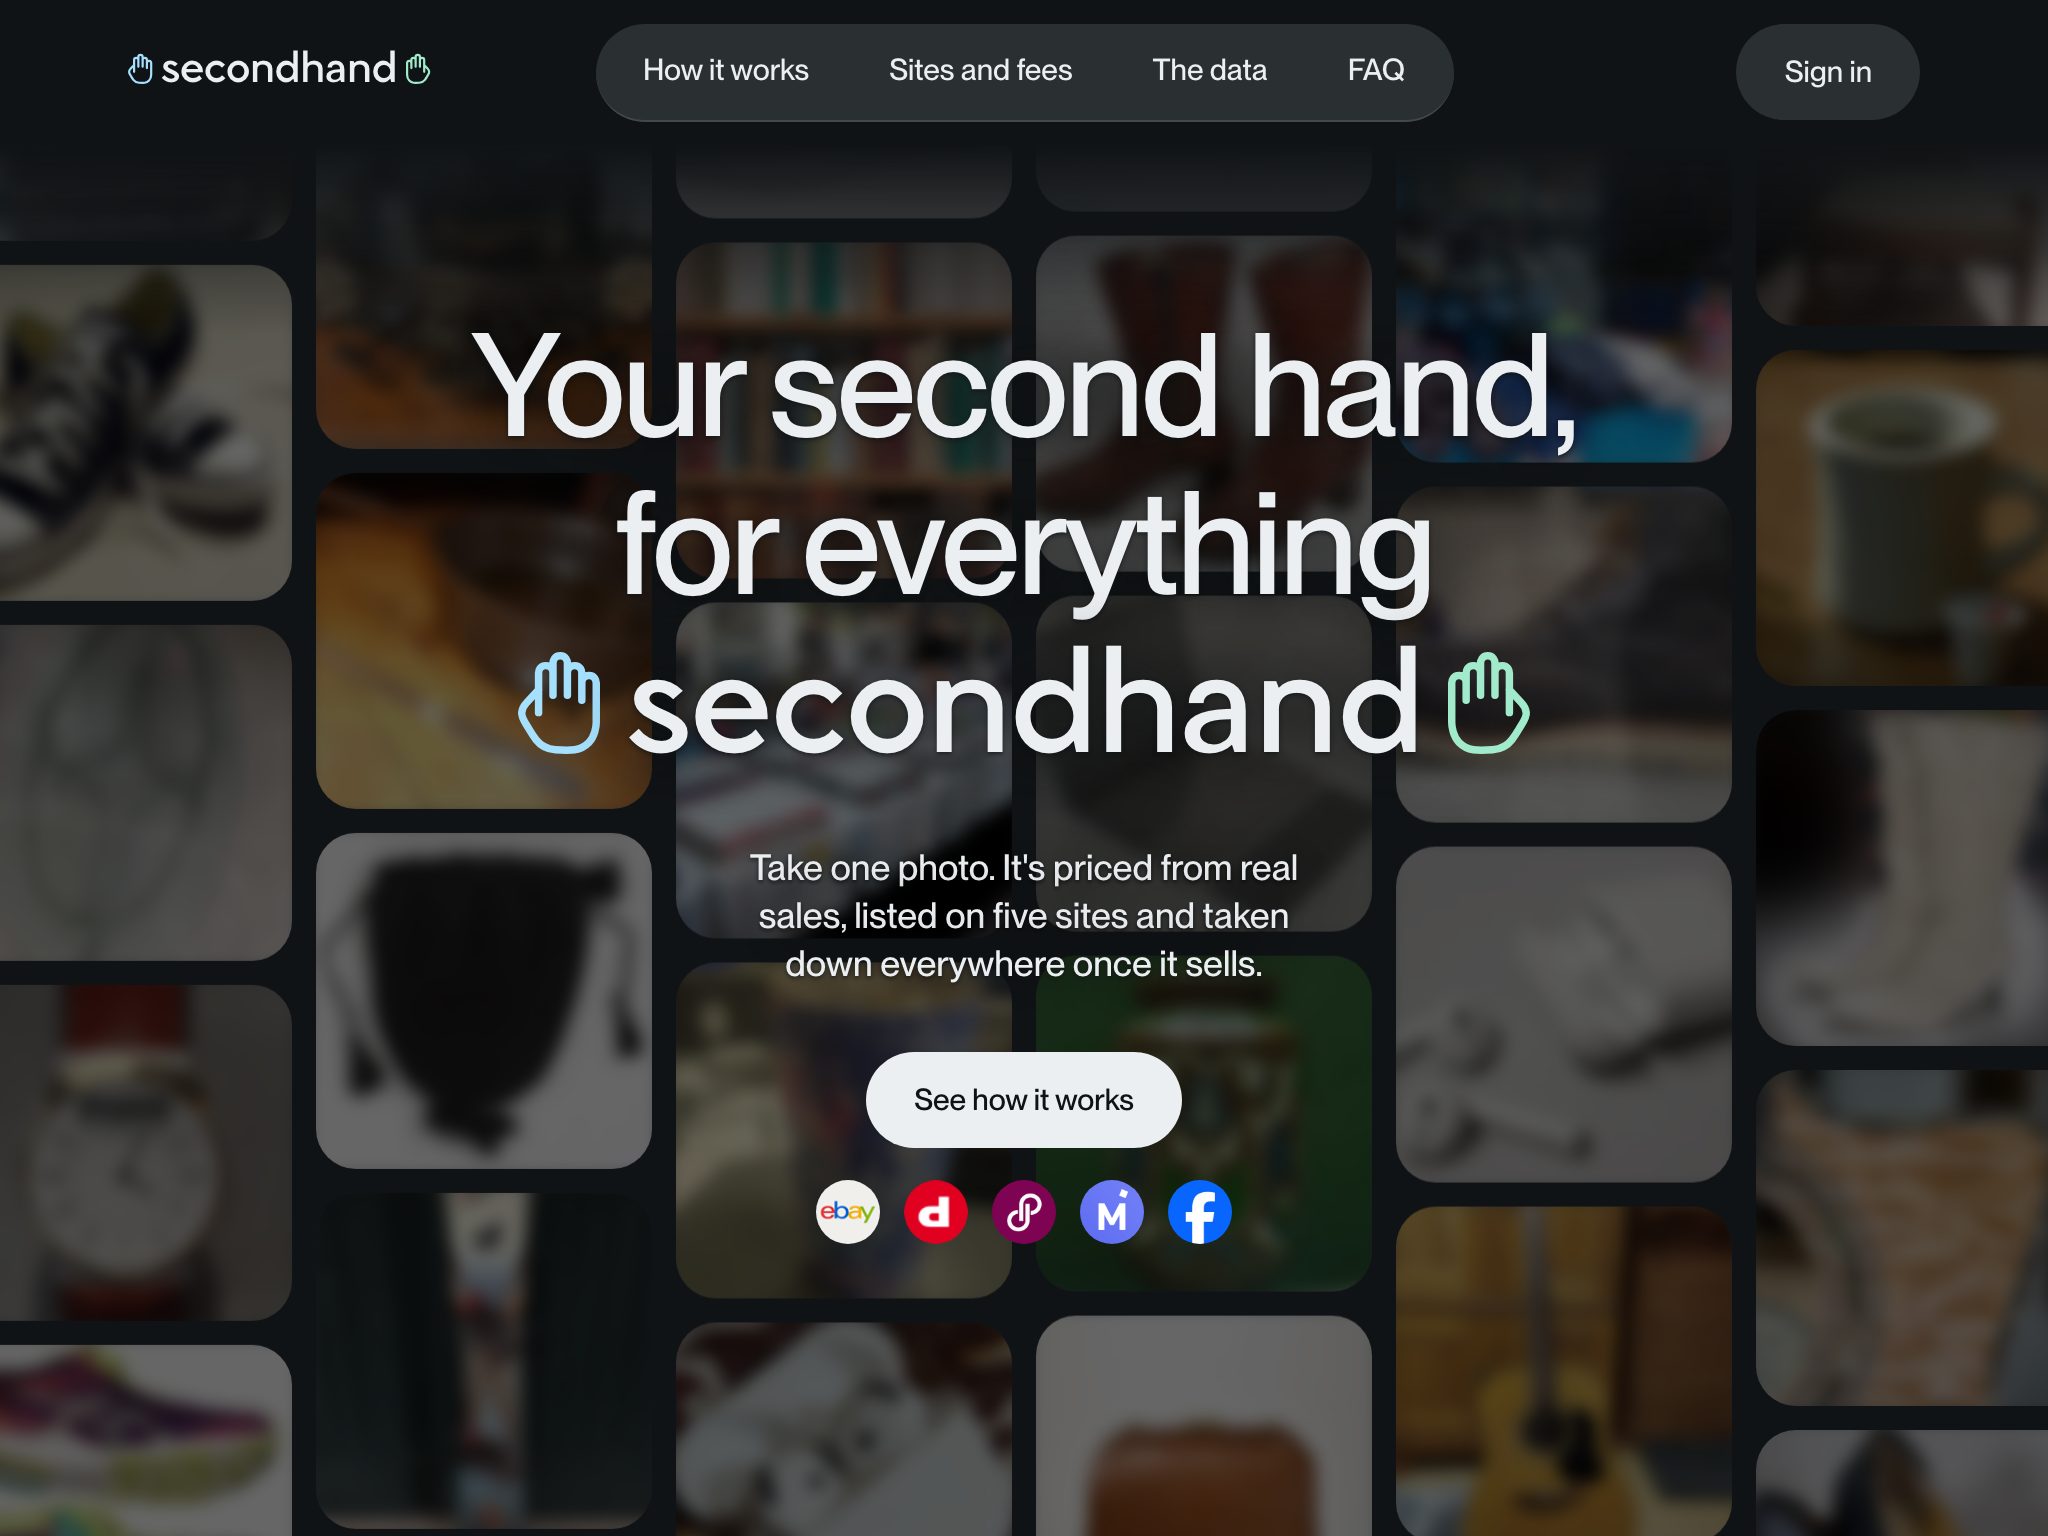 secondhand
How it works
Sites and fees
The data
FAQ
Sign in
Your second hand,
for everything
secondhand
Take one photo. It's priced from real
sales, listed on five sites and taken
down everywhere once it sells.
See how it works
ebay
d
M
f